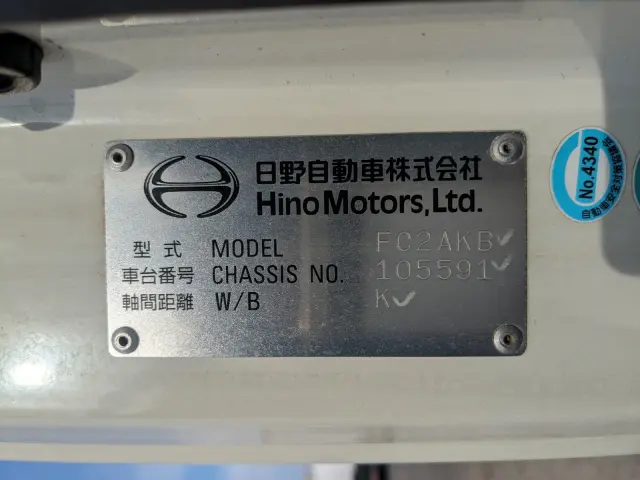 日野自動車株式会社
Hino Motors, Ltd.
型式 MODEL FC2AKB
車台番号 CHASSIS NO. 105591
軸間距離 W/B K
No.4340